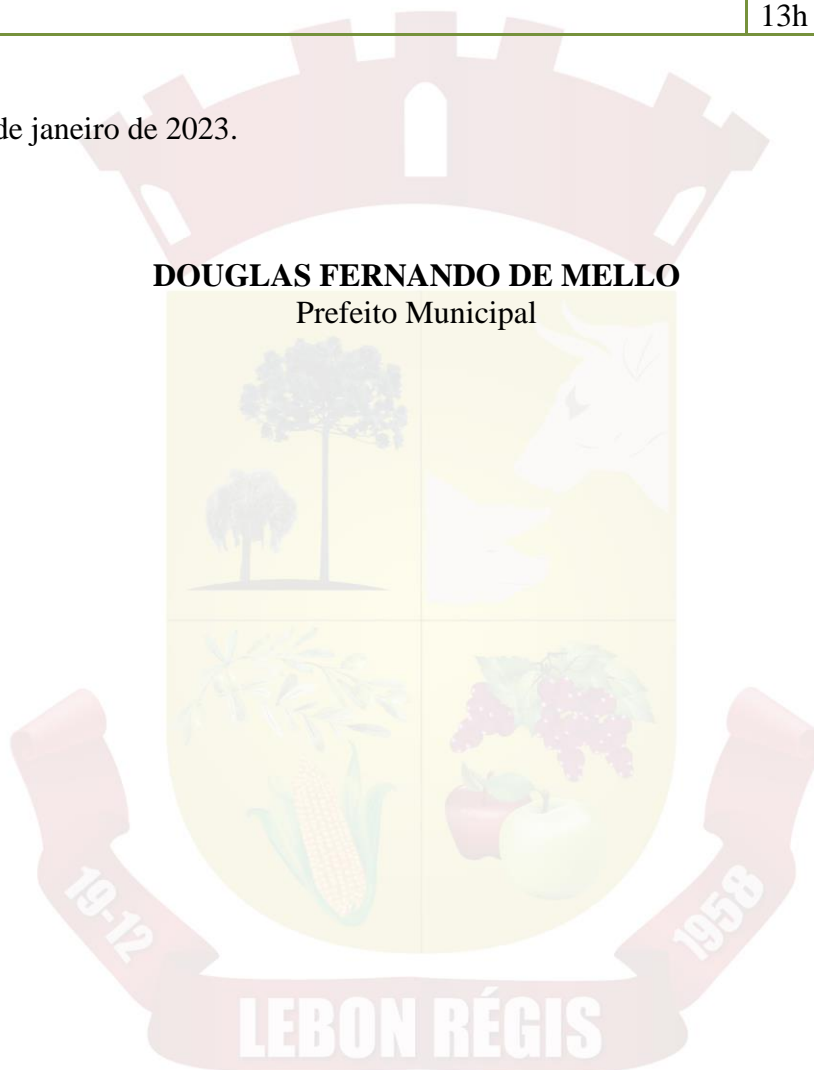 13h
de janeiro de 2023.
DOUGLAS FERNANDO DE MELLO
Prefeito Municipal
19-12
1958
LEBON RÉGIS